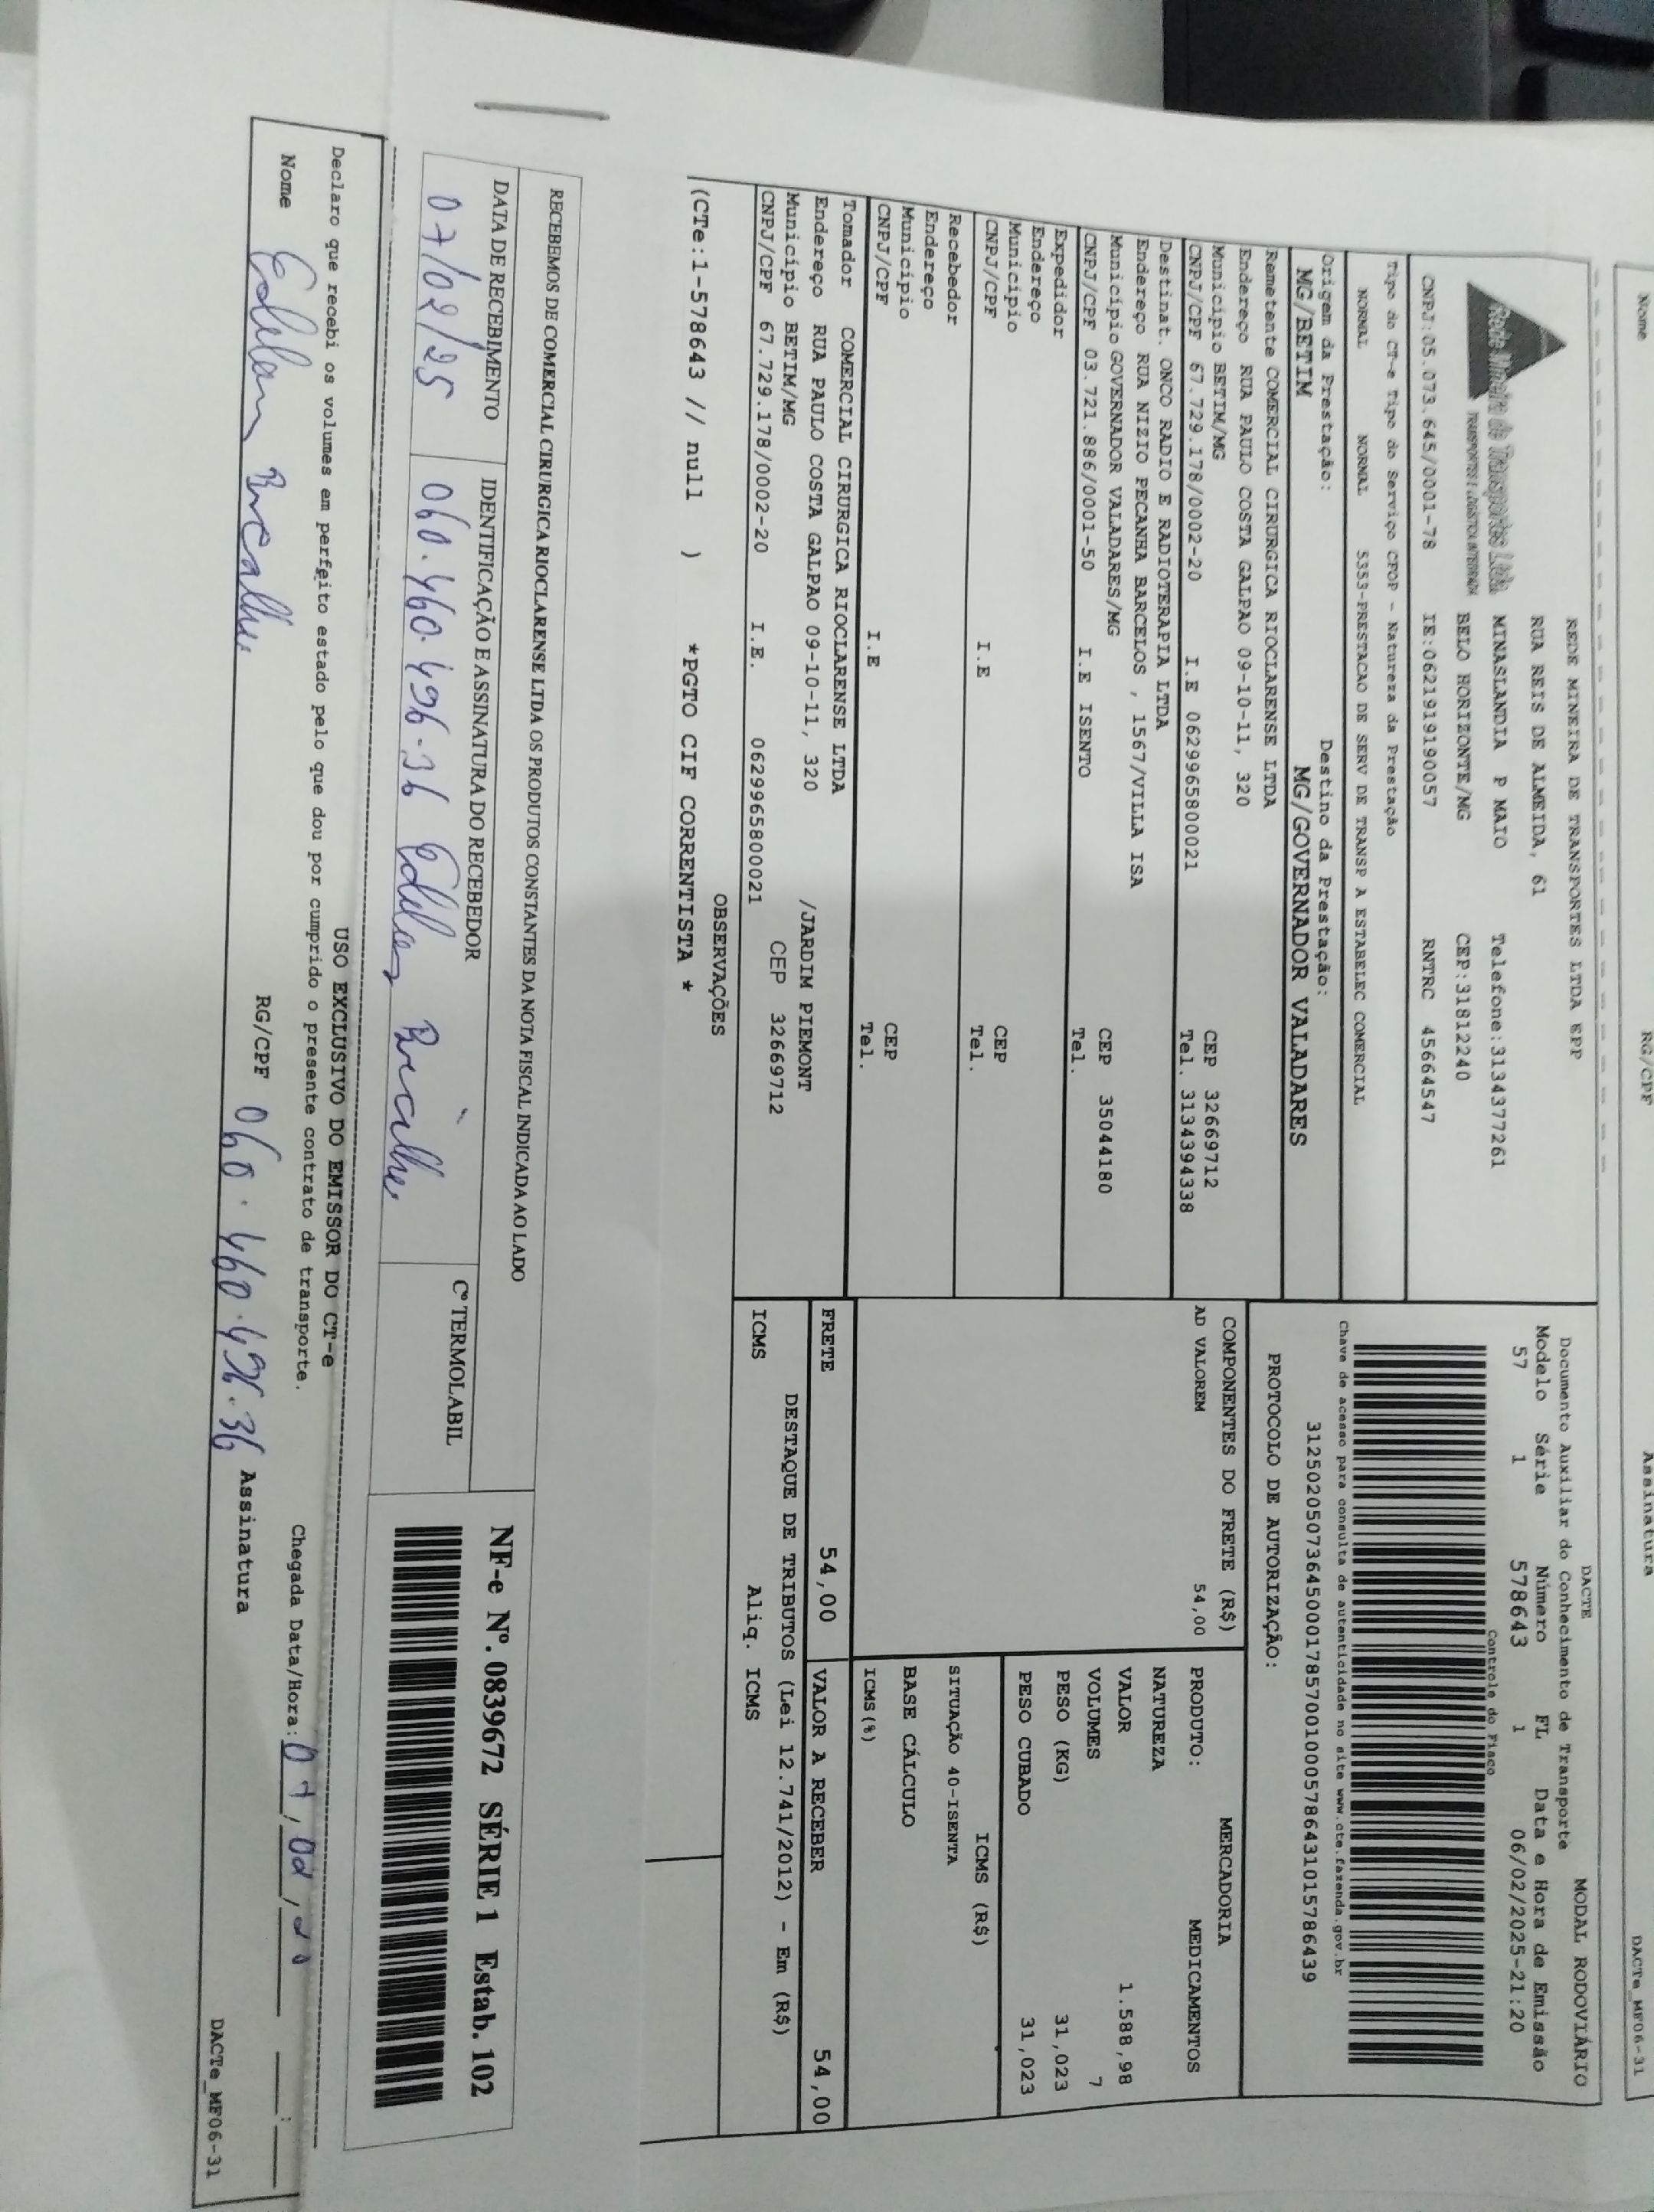 Nome RG/CPF Assinatura DACTe_MF06-31
Rede Mineira de Transportes Ltda.
REDE MINEIRA DE TRANSPORTES LTDA EPP
RUA REIS DE ALMEIDA, 61
MINASLANDIA P MAIO Telefone:3134377261
BELO HORIZONTE/MG CEP:31812240
CNPJ:05.073.645/0001-78 IE:0621919190057 RNTRC 45664547
Tipo do CT-e Tipo do Serviço CFOP - Natureza da Prestação
NORMAL NORMAL 5353-PRESTACAO DE SERV DE TRANSP A ESTABELEC COMERCIAL
Origem da Prestação: Destino da Prestação:
MG/BETIM MG/GOVERNADOR VALADARES
DACTE MODAL RODOVIÁRIO
Documento Auxiliar do Conhecimento de Transporte
Modelo Série Número FL Data e Hora de Emissão
57 1 578643 1 06/02/2025-21:20
Controle do Fisco
Chave de acesso para consulta de autenticidade no site www.cte.fazenda.gov.br
31250205073645000178570010005786431015786439
PROTOCOLO DE AUTORIZAÇÃO:
Remetente COMERCIAL CIRURGICA RIOCLARENSE LTDA
Endereço RUA PAULO COSTA GALPAO 09-10-11, 320
Município BETIM/MG CEP 32669712
CNPJ/CPF 67.729.178/0002-20 I.E 0629965800021 Tel. 3134394338
Destinat. ONCO RADIO E RADIOTERAPIA LTDA
Endereço RUA NIZIO PECANHA BARCELOS , 1567/VILLA ISA
Município GOVERNADOR VALADARES/MG CEP 35044180
CNPJ/CPF 03.721.886/0001-50 I.E ISENTO Tel.
Expedidor
Endereço
Município CEP
CNPJ/CPF I.E Tel.
Recebedor
Endereço
Município CEP
CNPJ/CPF I.E Tel.
Tomador COMERCIAL CIRURGICA RIOCLARENSE LTDA
Endereço RUA PAULO COSTA GALPAO 09-10-11, 320 /JARDIM PIEMONT
Município BETIM/MG CEP 32669712
CNPJ/CPF 67.729.178/0002-20 I.E. 0629965800021
COMPONENTES DO FRETE (R$)
AD VALOREM 54,00
MERCADORIA
PRODUTO: MEDICAMENTOS
NATUREZA
VALOR 1.588,98
VOLUMES 7
PESO (KG) 31,023
PESO CUBADO 31,023
ICMS (R$)
SITUAÇÃO 40-ISENTA
BASE CÁLCULO
ICMS(%)
FRETE 54,00 VALOR A RECEBER 54,00
DESTAQUE DE TRIBUTOS (Lei 12.741/2012) - Em (R$)
ICMS Aliq. ICMS
OBSERVAÇÕES
(CTe:1-578643 // null ) *PGTO CIF CORRENTISTA *
RECEBEMOS DE COMERCIAL CIRURGICA RIOCLARENSE LTDA OS PRODUTOS CONSTANTES DA NOTA FISCAL INDICADA AO LADO
DATA DE RECEBIMENTO IDENTIFICAÇÃO E ASSINATURA DO RECEBEDOR Cº TERMOLABIL
07/02/25 060.460.496-36
NF-e Nº. 0839672 SÉRIE 1 Estab. 102
USO EXCLUSIVO DO EMISSOR DO CT-e
Declaro que recebi os volumes em perfeito estado pelo que dou por cumprido o presente contrato de transporte.
Chegada Data/Hora: 07/02/
Nome RG/CPF 060.460.496.36 Assinatura
DACTe_MF06-31